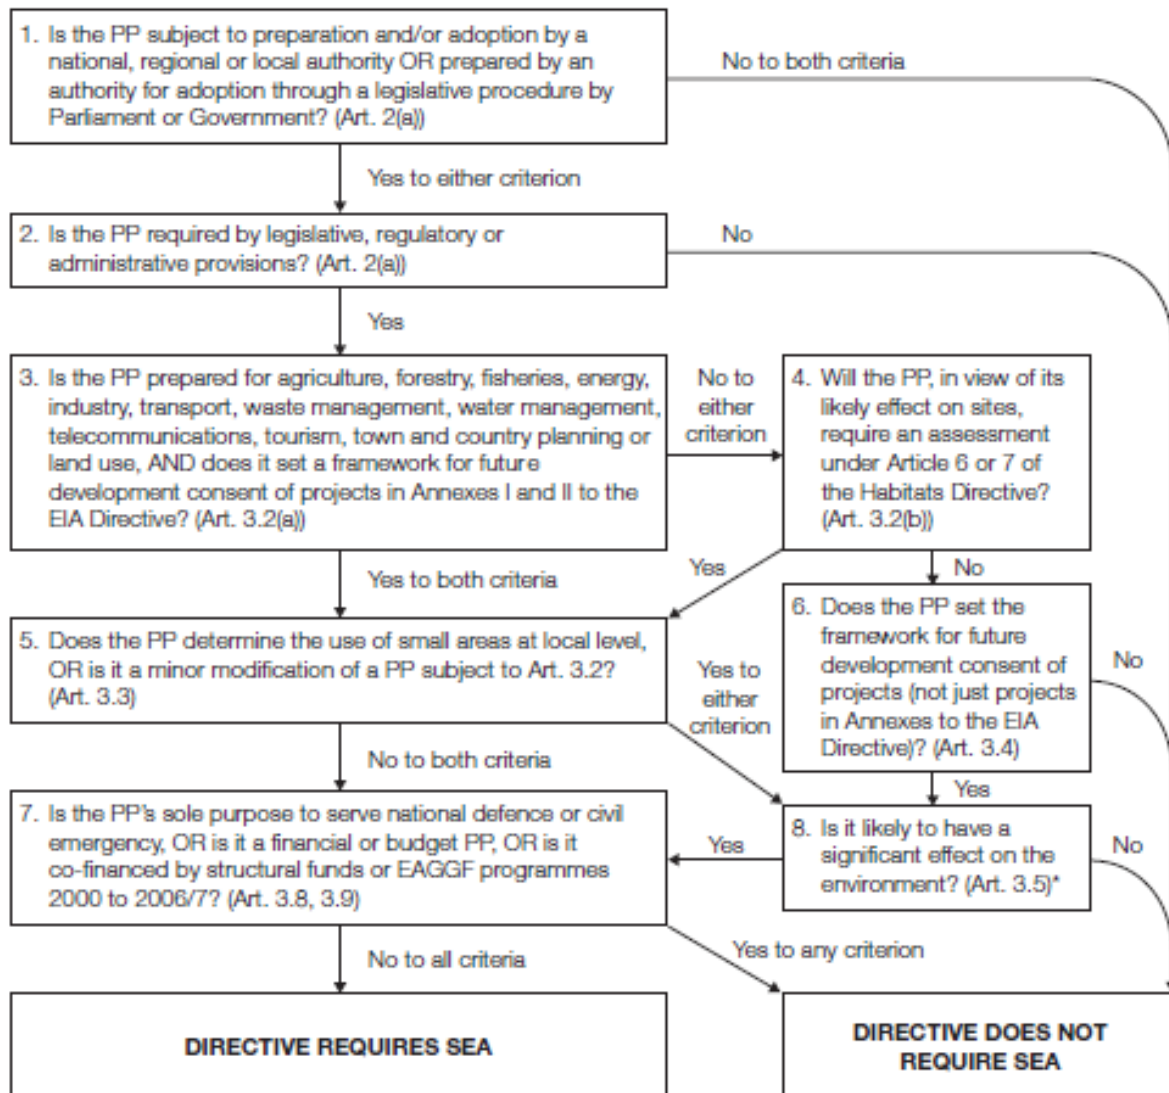 1. Is the PP subject to preparation and/or adoption by a
national, regional or local authority OR prepared by an
authority for adoption through a legislative procedure by
Parliament or Government? (Art. 2(a))
No to both criteria
Yes to either criterion
2. Is the PP required by legislative, regulatory or
administrative provisions? (Art. 2(a))
No
Yes
3. Is the PP prepared for agriculture, forestry, fisheries, energy,
industry, transport, waste management, water management,
telecommunications, tourism, town and country planning or
land use, AND does it set a framework for future
development consent of projects in Annexes I and II to the
EIA Directive? (Art. 3.2(a))
No to
either
criterion
4. Will the PP, in view of its
likely effect on sites,
require an assessment
under Article 6 or 7 of
the Habitats Directive?
(Art. 3.2(b))
Yes to both criteria
Yes
No
5. Does the PP determine the use of small areas at local level,
OR is it a minor modification of a PP subject to Art. 3.2?
(Art. 3.3)
Yes to
either
criterion
6. Does the PP set the
framework for future
development consent of
projects (not just projects
in Annexes to the EIA
Directive)? (Art. 3.4)
No
No to both criteria
Yes
7. Is the PP's sole purpose to serve national defence or civil
emergency, OR is it a financial or budget PP, OR is it
co-financed by structural funds or EAGGF programmes
2000 to 2006/7? (Art. 3.8, 3.9)
Yes
8. Is it likely to have a
significant effect on the
environment? (Art. 3.5)*
No
No to all criteria
Yes to any criterion
DIRECTIVE REQUIRES SEA
DIRECTIVE DOES NOT
REQUIRE SEA